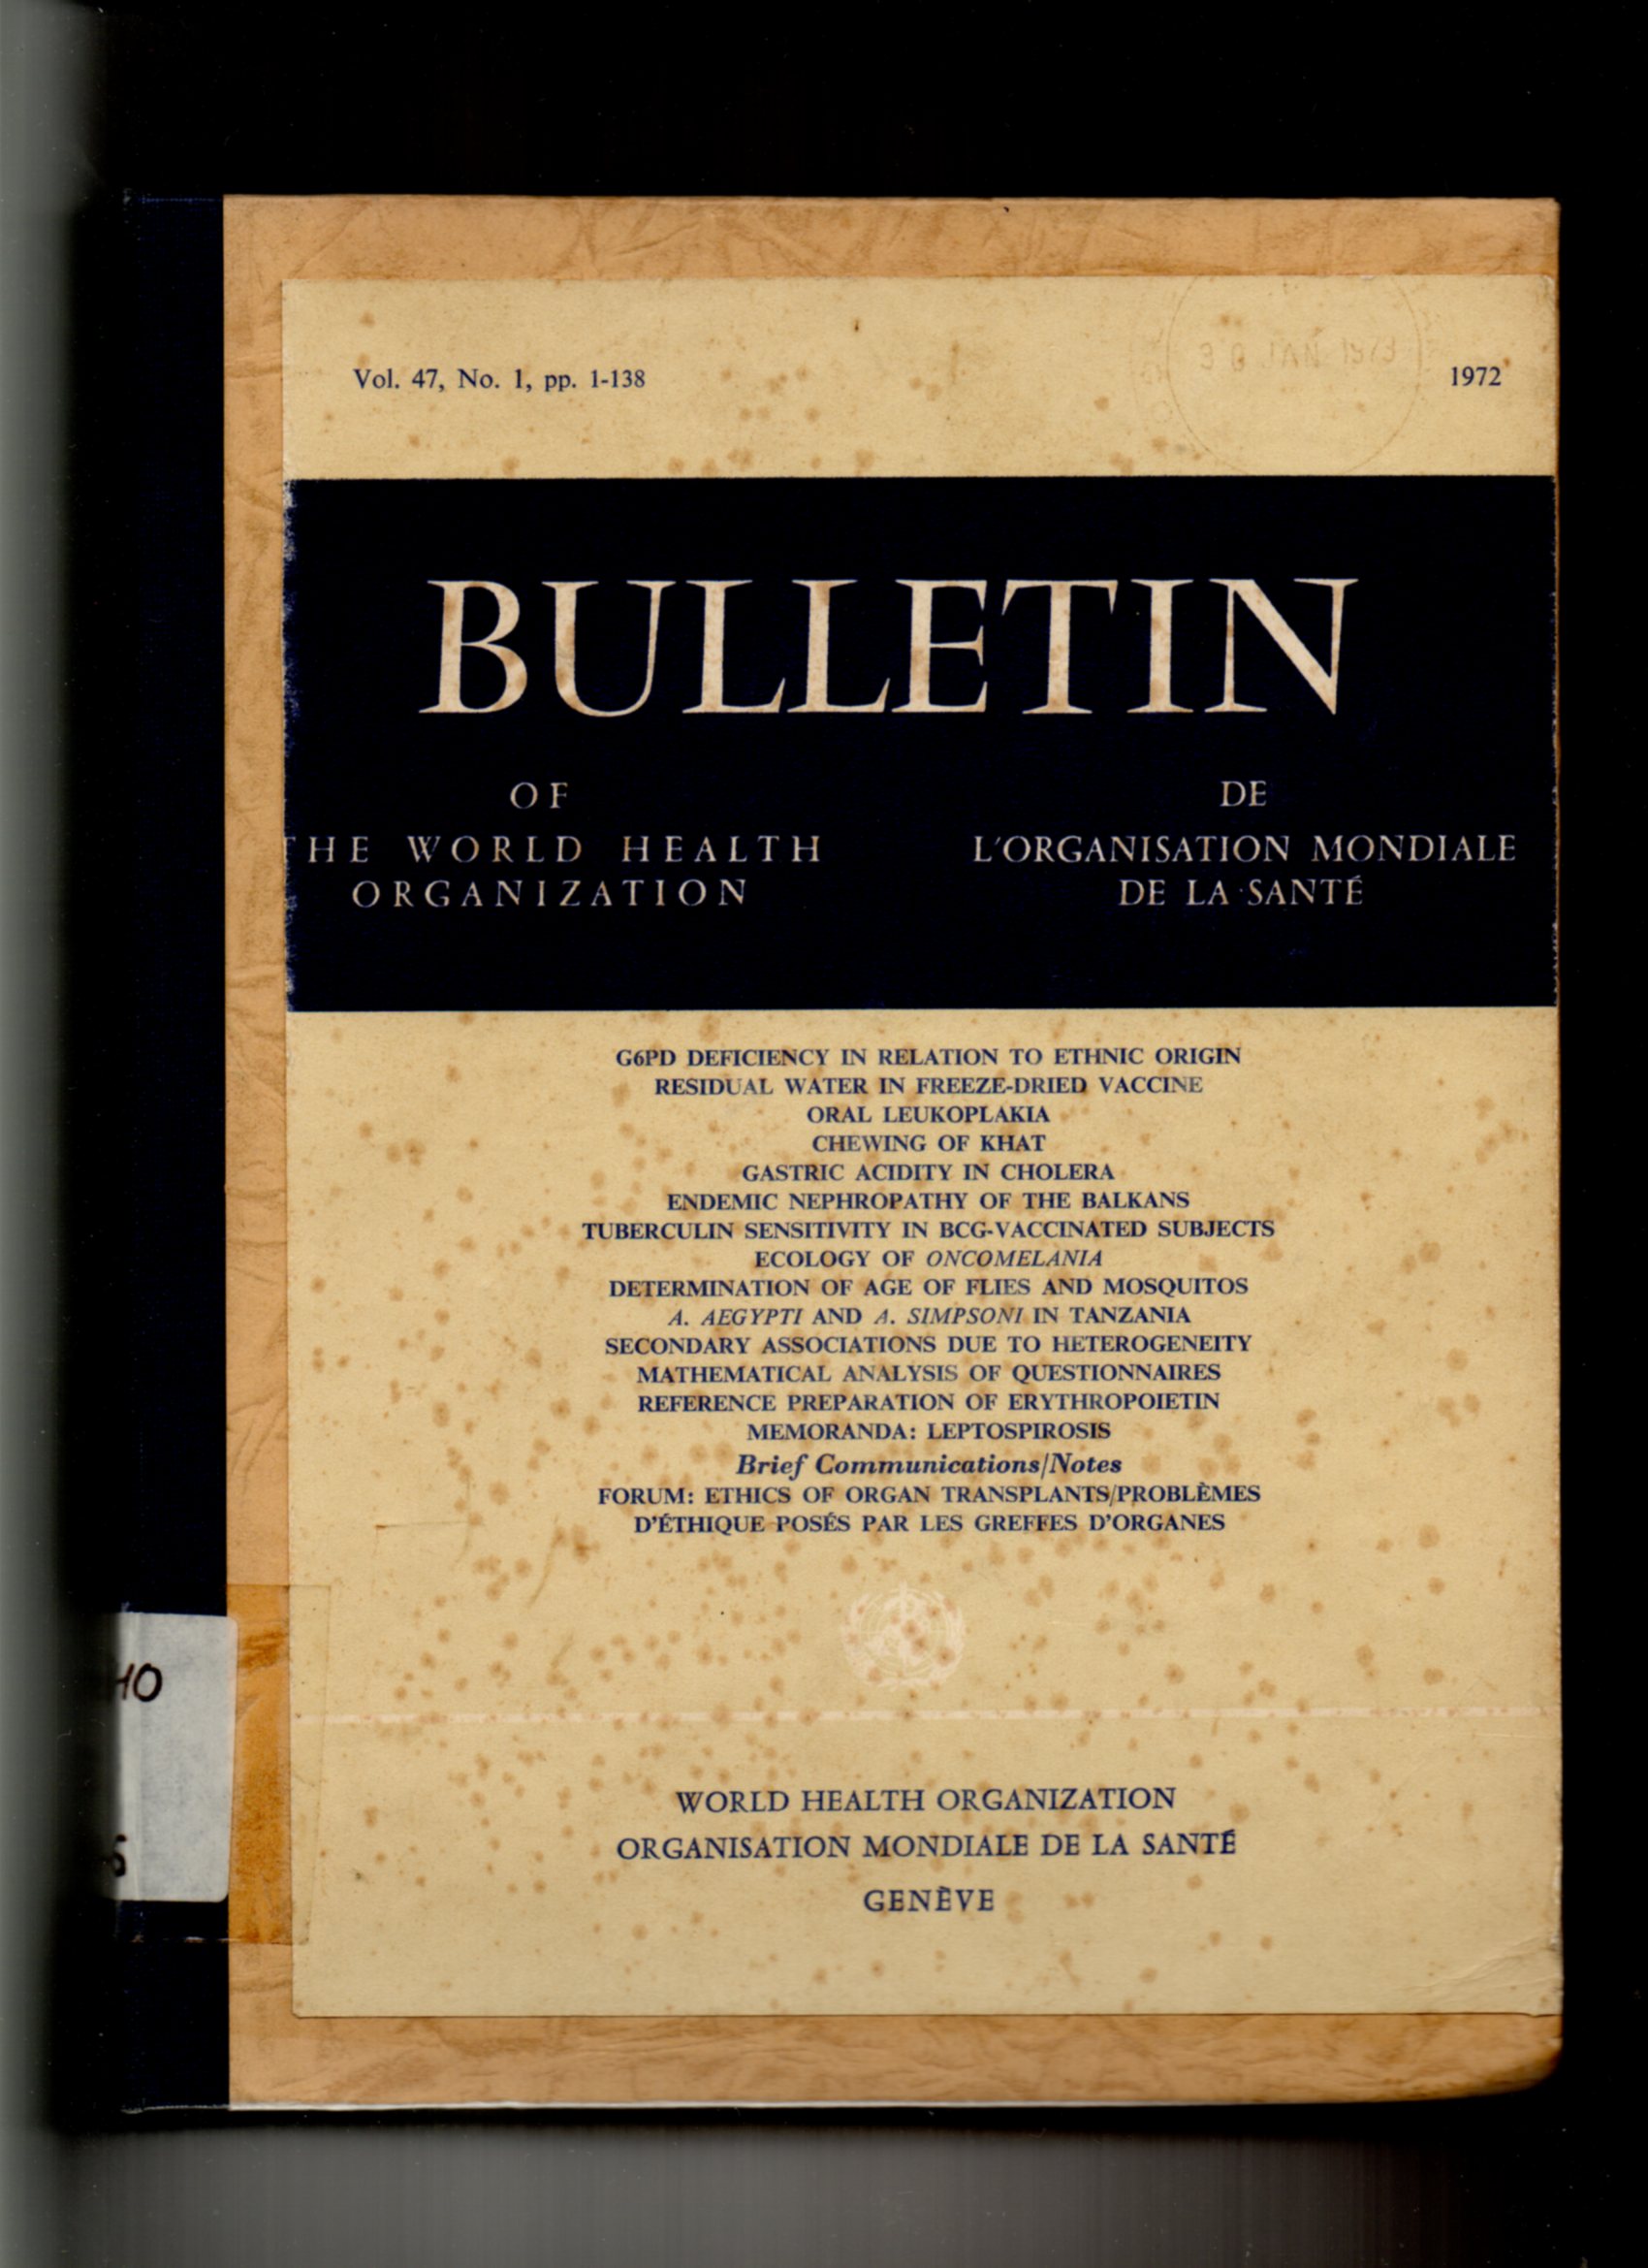 Vol. 47, No. 1, pp. 1-138
1972
30 JAN 1973
BULLETIN
OF
THE WORLD HEALTH
ORGANIZATION
DE
L'ORGANISATION MONDIALE
DE LA SANTÉ
G6PD DEFICIENCY IN RELATION TO ETHNIC ORIGIN
RESIDUAL WATER IN FREEZE-DRIED VACCINE
ORAL LEUKOPLAKIA
CHEWING OF KHAT
GASTRIC ACIDITY IN CHOLERA
ENDEMIC NEPHROPATHY OF THE BALKANS
TUBERCULIN SENSITIVITY IN BCG-VACCINATED SUBJECTS
ECOLOGY OF ONCOMELANIA
DETERMINATION OF AGE OF FLIES AND MOSQUITOS
A. AEGYPTI AND A. SIMPSONI IN TANZANIA
SECONDARY ASSOCIATIONS DUE TO HETEROGENEITY
MATHEMATICAL ANALYSIS OF QUESTIONNAIRES
REFERENCE PREPARATION OF ERYTHROPOIETIN
MEMORANDA: LEPTOSPIROSIS
Brief Communications/Notes
FORUM: ETHICS OF ORGAN TRANSPLANTS/PROBLÈMES
D'ÉTHIQUE POSÉS PAR LES GREFFES D'ORGANES
HO
WORLD HEALTH ORGANIZATION
ORGANISATION MONDIALE DE LA SANTÉ
GENÈVE